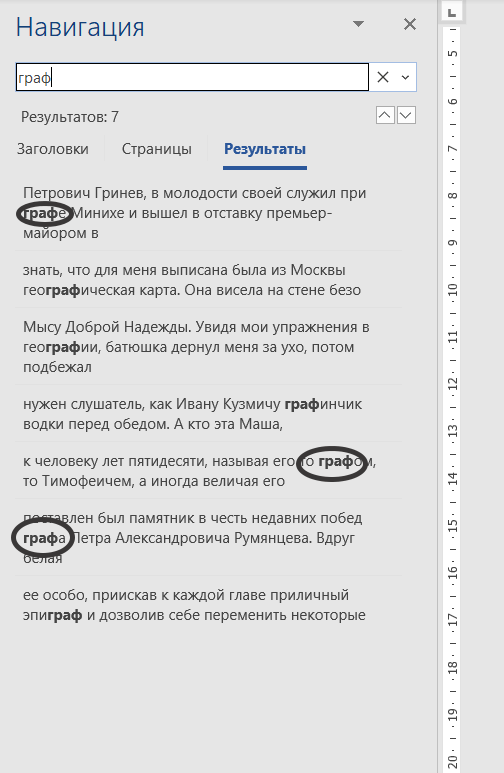 Навигация
граф
Результатов: 7
Заголовки Страницы Результаты
Петрович Гринев, в молодости своей служил при
графе Минихе и вышел в отставку премьер-
майором в
знать, что для меня выписана была из Москвы
географическая карта. Она висела на стене безо
Мысу Доброй Надежды. Увидя мои упражнения в
географии, батюшка дернул меня за ухо, потом
подбежал
нужен слушатель, как Ивану Кузмичу графинчик
водки перед обедом. А кто эта Маша,
к человеку лет пятидесяти, называя его то графом,
то Тимофеичем, а иногда величая его
поставлен был памятник в честь недавних побед
графа Петра Александровича Румянцева. Вдруг
белая
ее особо, приискав к каждой главе приличный
эпиграф и дозволив себе переменить некоторые
5
6
7
8
9
10
11
12
13
14
15
16
17
18
19
20